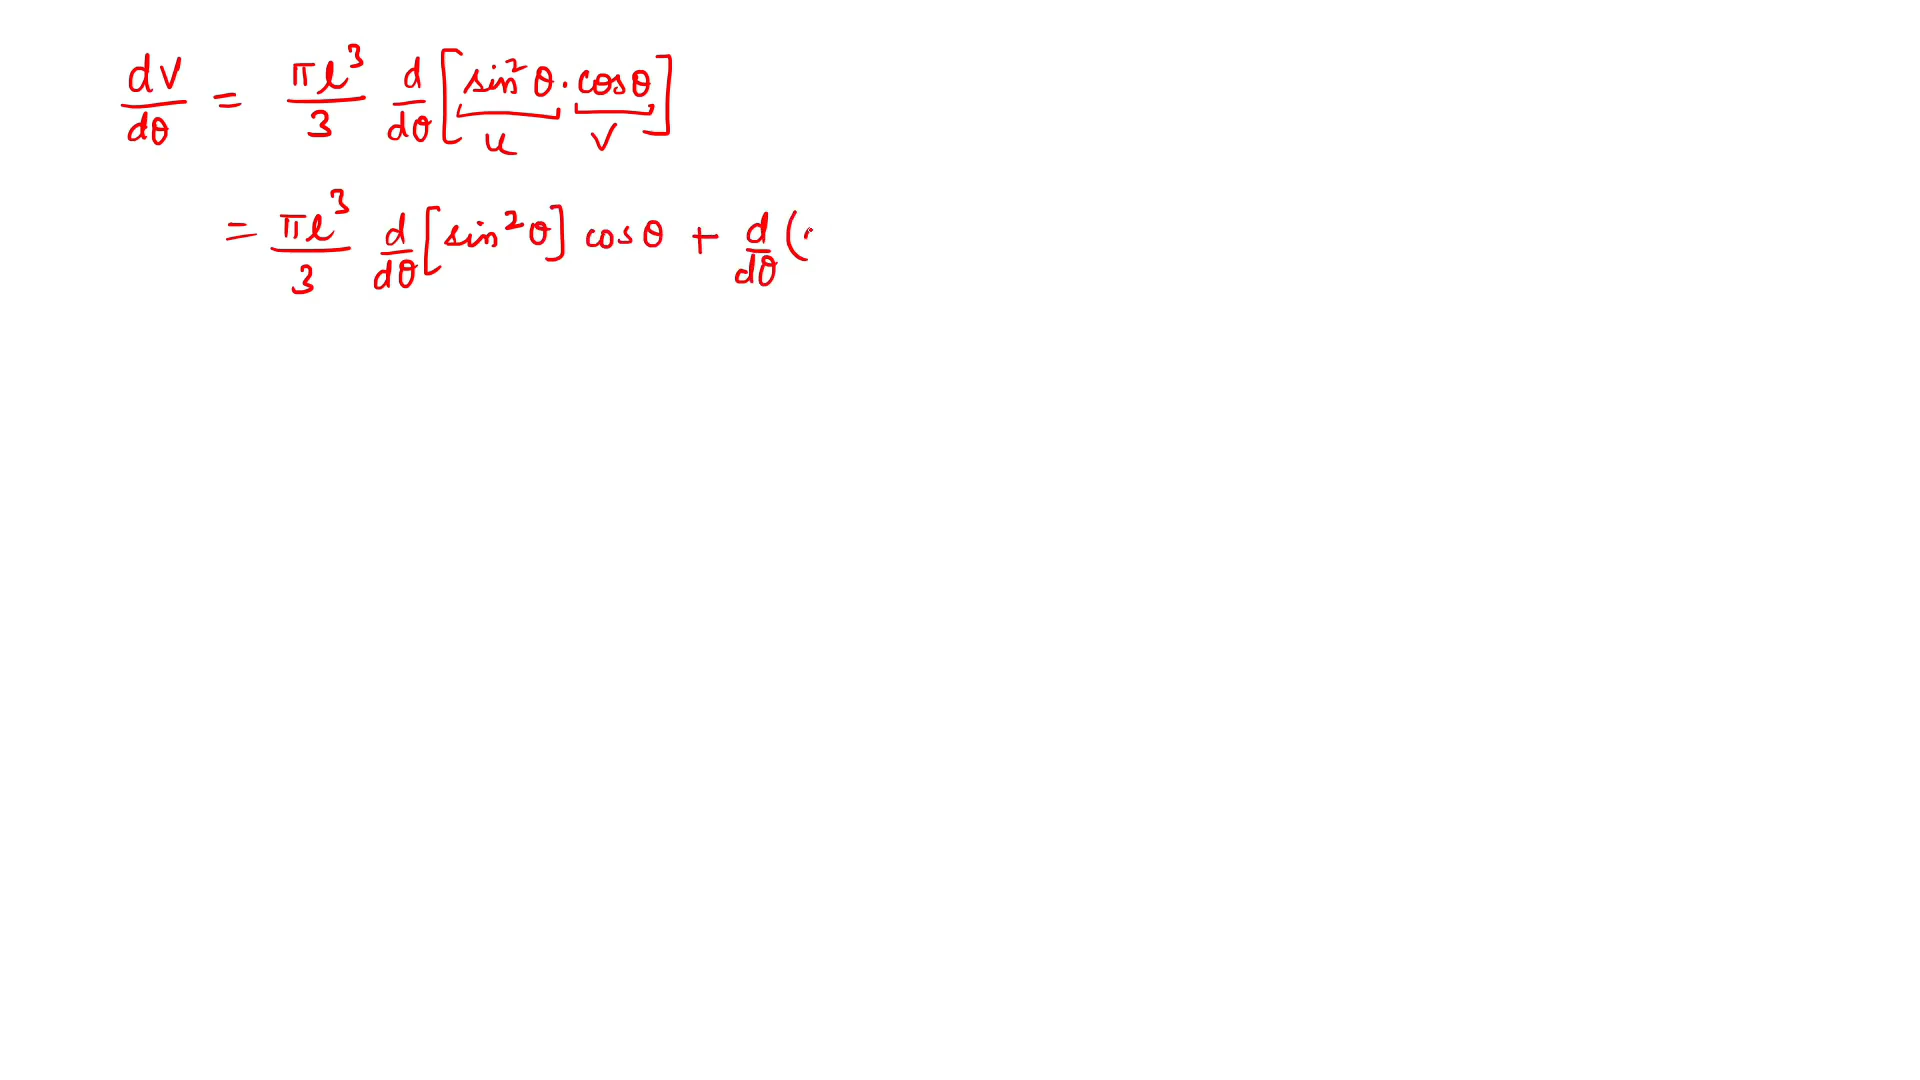 dV/dθ = πl³/3 d/dθ [sin²θ · cosθ]
u v
= πl³/3 d/dθ [sin²θ] cosθ + d/dθ (